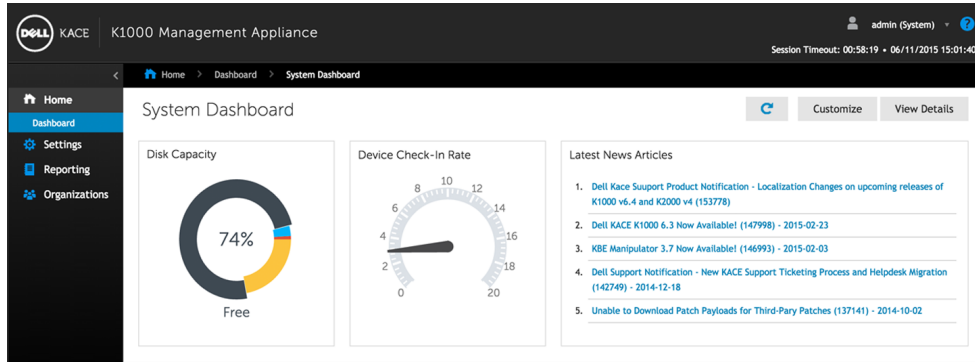 DELL KACE K1000 Management Appliance
admin (System)
Session Timeout: 00:58:19 • 06/11/2015 15:01:40
Home > Dashboard > System Dashboard
Home
Dashboard
Settings
Reporting
Organizations
System Dashboard
Customize
View Details
Disk Capacity
74%
Free
Device Check-In Rate
0
2
4
6
8
10
12
14
16
18
20
Latest News Articles
1. Dell Kace Suuport Product Notification - Localization Changes on upcoming releases of
K1000 v6.4 and K2000 v4 (153778)
2. Dell KACE K1000 6.3 Now Available! (147998) - 2015-02-23
3. KBE Manipulator 3.7 Now Available! (146993) - 2015-02-03
4. Dell Support Notification - New KACE Support Ticketing Process and Helpdesk Migration
(142749) - 2014-12-18
5. Unable to Download Patch Payloads for Third-Pary Patches (137141) - 2014-10-02